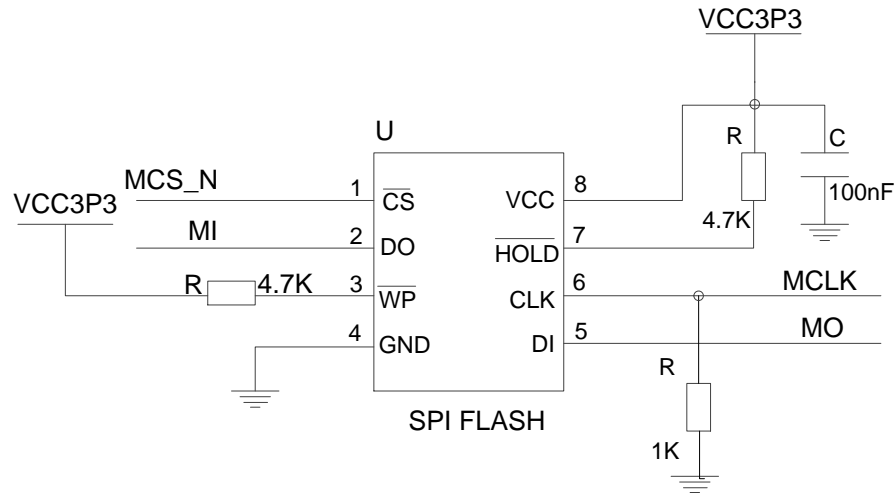 VCC3P3
U
R
C
MCS_N
1
CS
VCC
8
100nF
VCC3P3
4.7K
MI
2
DO
HOLD
7
R
4.7K
3
WP
CLK
6
MCLK
4
GND
DI
5
MO
R
SPI FLASH
1K